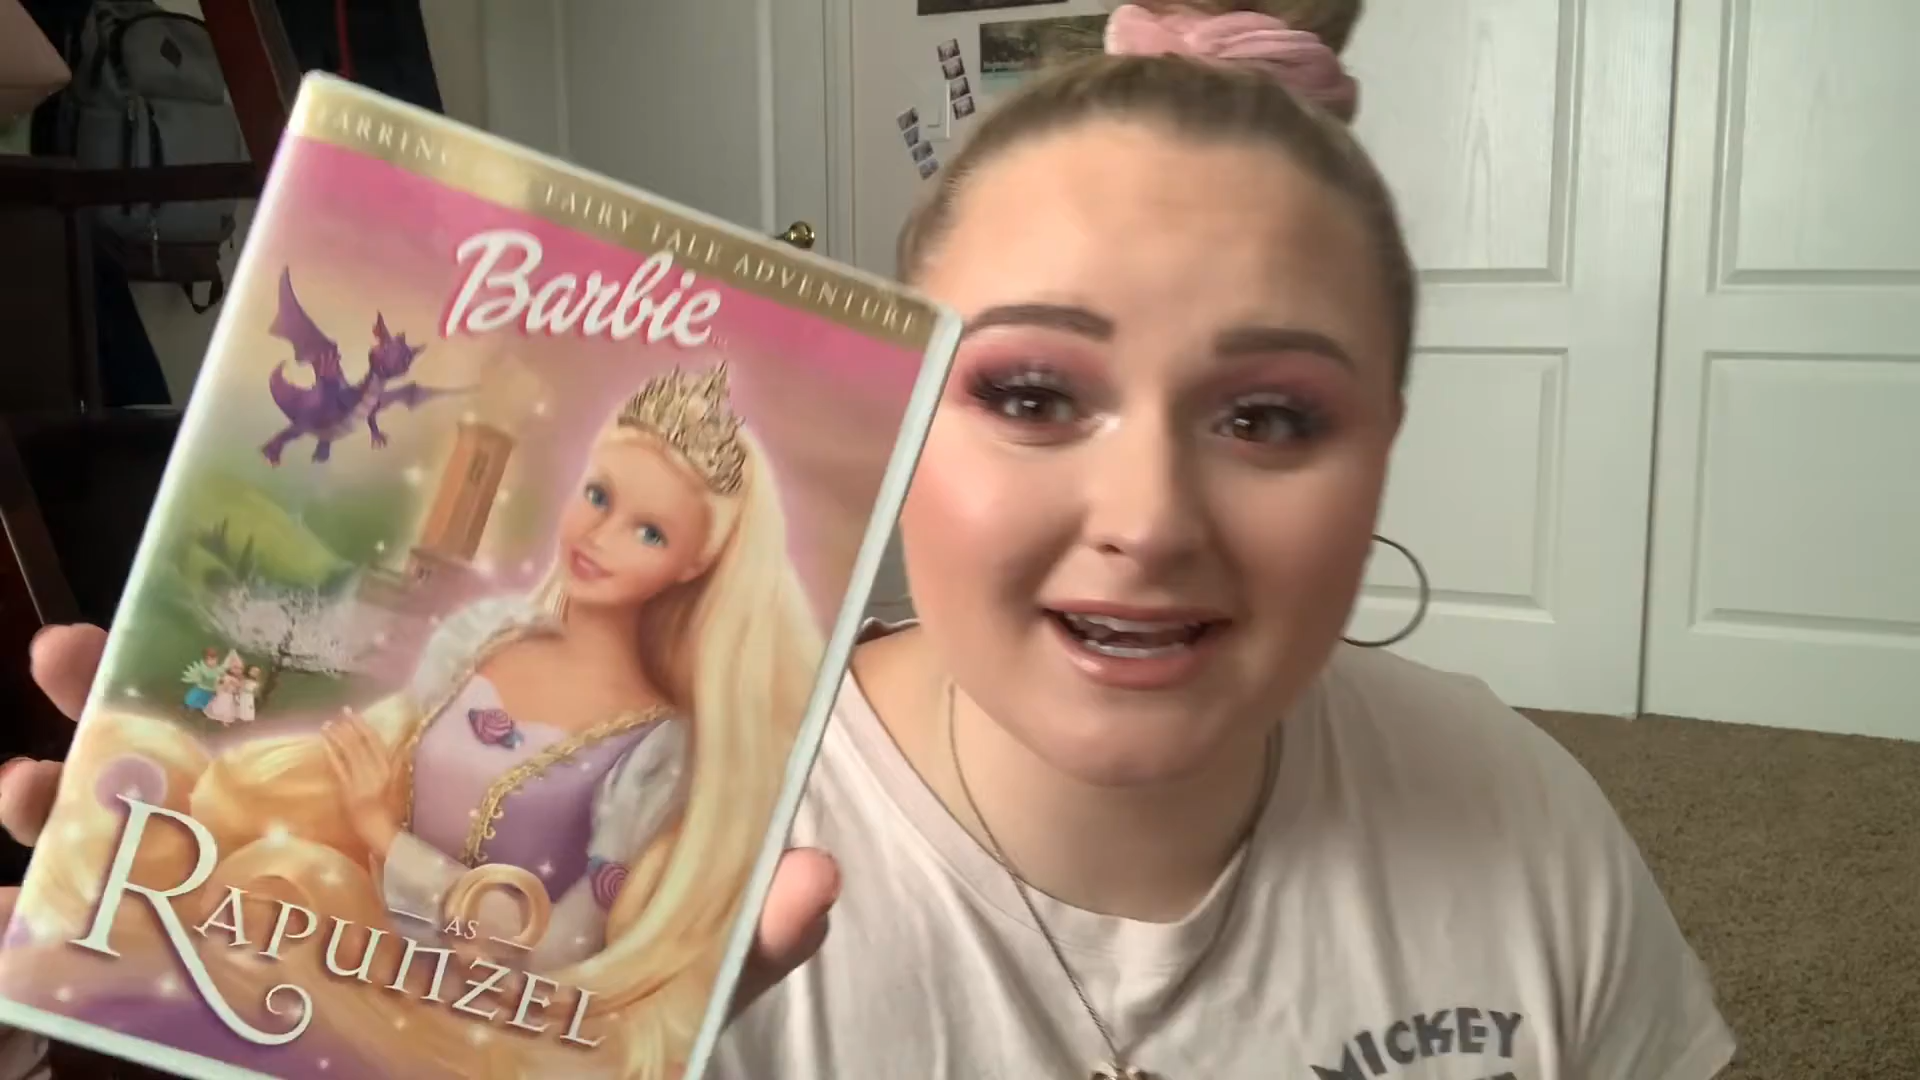 FAIRY TALE ADVENTURE
Barbie
AS
RAPUNZEL
MICKEY